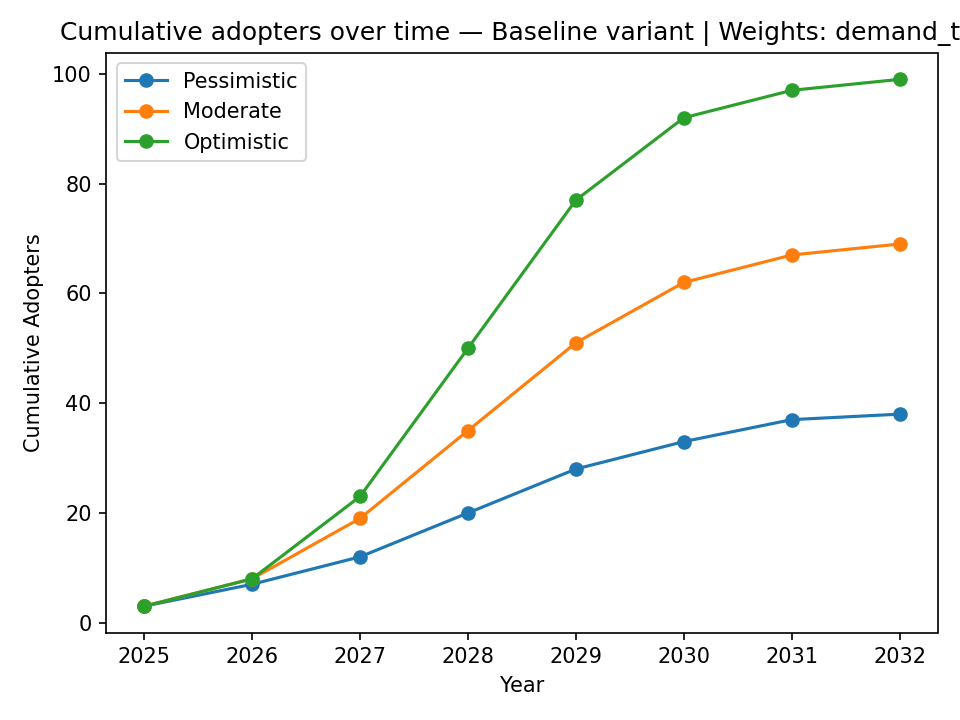 Cumulative adopters over time — Baseline variant | Weights: demand_t
Pessimistic
Moderate
Optimistic
Cumulative Adopters
100
80
60
40
20
0
2025 2026 2027 2028 2029 2030 2031 2032
Year